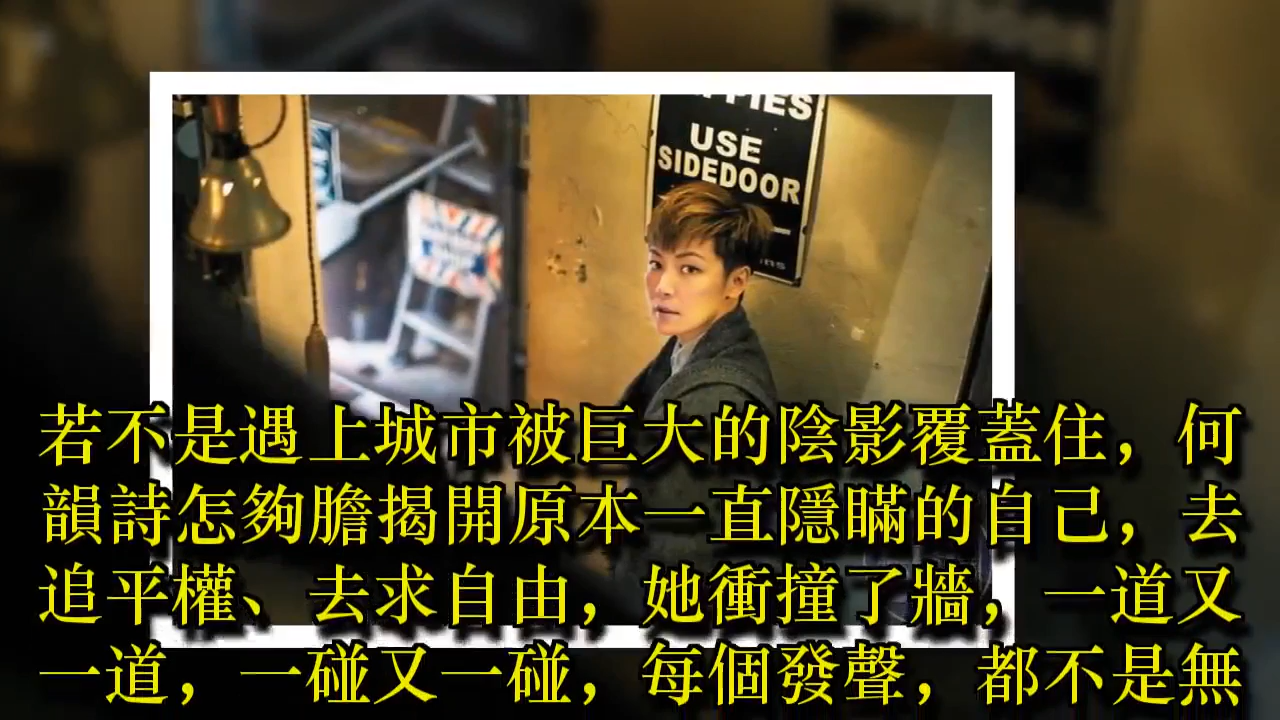 PPIES
USE
SIDEDOOR
若不是遇上城市被巨大的陰影覆蓋住，何
韻詩怎夠膽揭開原本一直隱瞞的自己，去
追平權、去求自由，她衝撞了牆，一道又
一道，一碰又一碰，每個發聲，都不是無